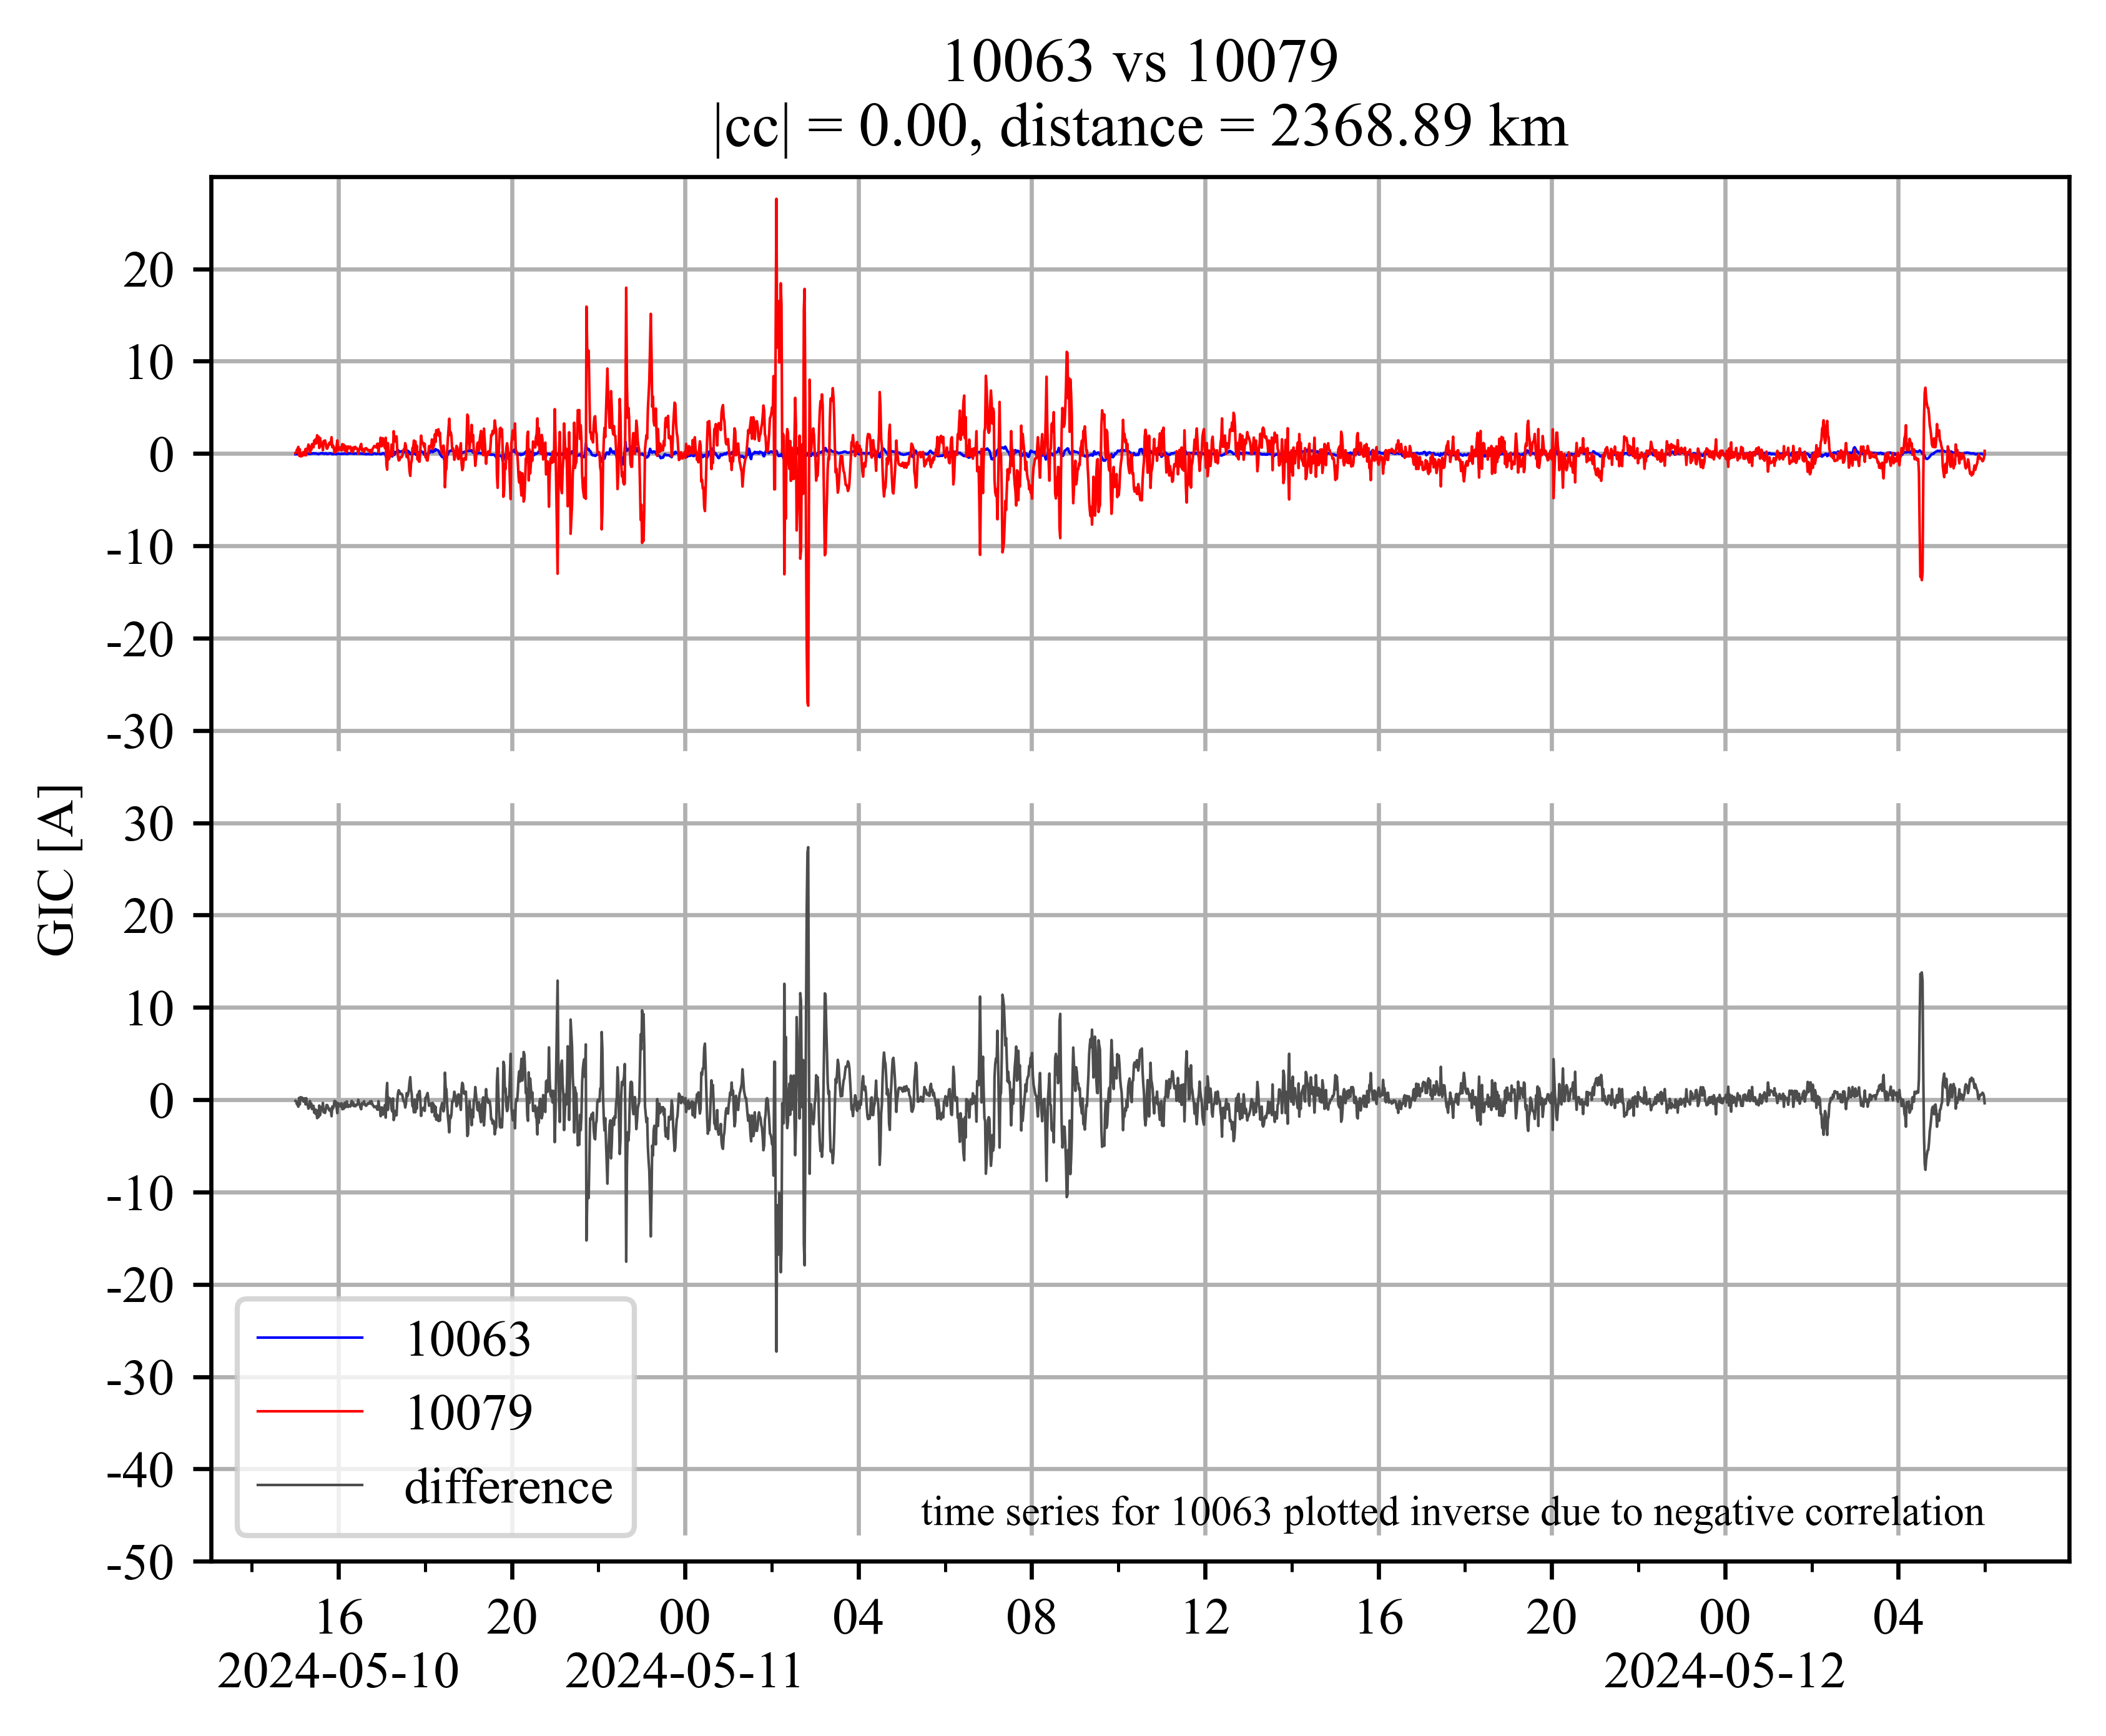 10063 vs 10079
|cc| = 0.00, distance = 2368.89 km
GIC [A]
20
10
0
-10
-20
-30
30
20
10
0
-10
-20
-30
-40
-50
10063
10079
difference
time series for 10063 plotted inverse due to negative correlation
16 20 00 04 08 12 16 20 00 04
2024-05-10 2024-05-11 2024-05-12